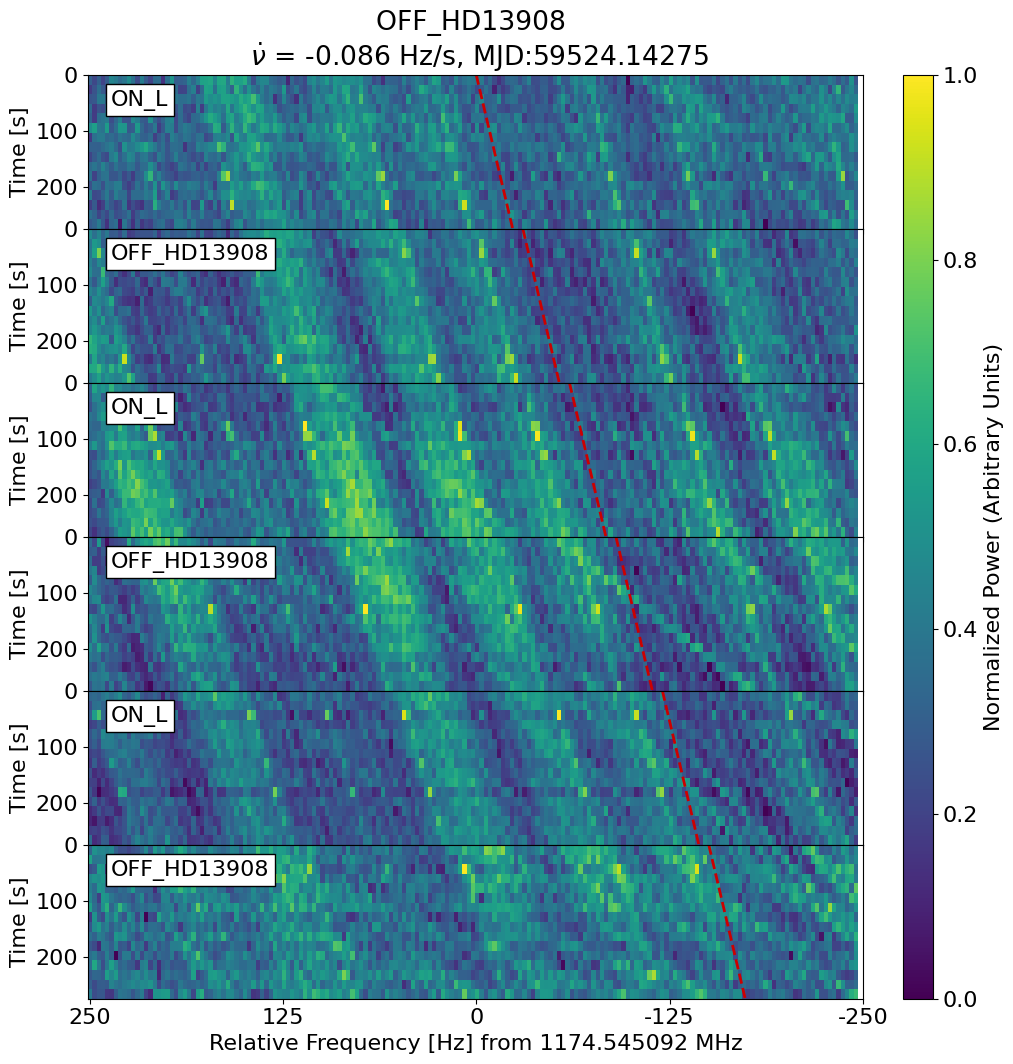 OFF_HD13908
ν̇ = -0.086 Hz/s, MJD:59524.14275
0
100
200
Time [s]
ON_L
0
100
200
Time [s]
OFF_HD13908
0
100
200
Time [s]
ON_L
0
100
200
Time [s]
OFF_HD13908
0
100
200
Time [s]
ON_L
0
100
200
Time [s]
OFF_HD13908
250
125
0
-125
-250
Relative Frequency [Hz] from 1174.545092 MHz
1.0
0.8
0.6
0.4
0.2
0.0
Normalized Power (Arbitrary Units)